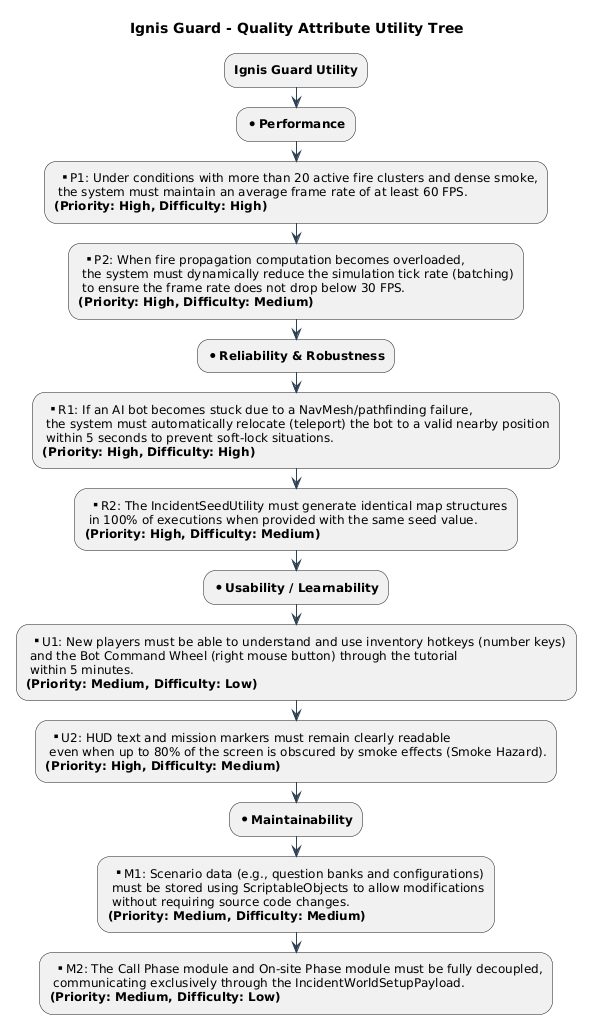 Ignis Guard - Quality Attribute Utility Tree
Ignis Guard Utility
• Performance
▪ P1: Under conditions with more than 20 active fire clusters and dense smoke,
the system must maintain an average frame rate of at least 60 FPS.
(Priority: High, Difficulty: High)
▪ P2: When fire propagation computation becomes overloaded,
the system must dynamically reduce the simulation tick rate (batching)
to ensure the frame rate does not drop below 30 FPS.
(Priority: High, Difficulty: Medium)
• Reliability & Robustness
▪ R1: If an AI bot becomes stuck due to a NavMesh/pathfinding failure,
the system must automatically relocate (teleport) the bot to a valid nearby position
within 5 seconds to prevent soft-lock situations.
(Priority: High, Difficulty: High)
▪ R2: The IncidentSeedUtility must generate identical map structures
in 100% of executions when provided with the same seed value.
(Priority: High, Difficulty: Medium)
• Usability / Learnability
▪ U1: New players must be able to understand and use inventory hotkeys (number keys)
and the Bot Command Wheel (right mouse button) through the tutorial
within 5 minutes.
(Priority: Medium, Difficulty: Low)
▪ U2: HUD text and mission markers must remain clearly readable
even when up to 80% of the screen is obscured by smoke effects (Smoke Hazard).
(Priority: High, Difficulty: Medium)
• Maintainability
▪ M1: Scenario data (e.g., question banks and configurations)
must be stored using ScriptableObjects to allow modifications
without requiring source code changes.
(Priority: Medium, Difficulty: Medium)
▪ M2: The Call Phase module and On-site Phase module must be fully decoupled,
communicating exclusively through the IncidentWorldSetupPayload.
(Priority: Medium, Difficulty: Low)